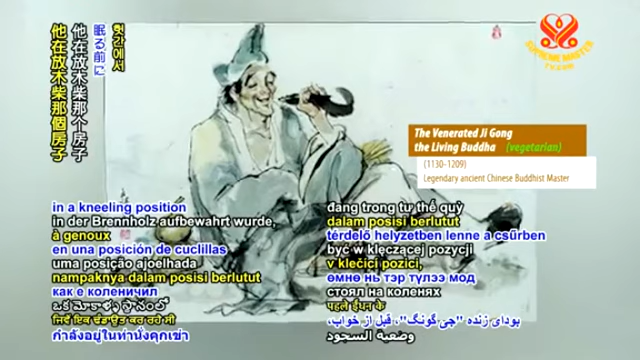 SUPREME MASTER
The Venerated Ji Gong
the Living Buddha (vegetarian)
(1130-1209)
Legendary ancient Chinese Buddhist Master
他在放木柴那個房子
他在放木柴那个房子
眠る前に
헛간에서
in a kneeling position
in der Brennholz aufbewahrt wurde,
à genoux
en una posición de cuclillas
uma posição ajoelhada
nampaknya dalam posisi berlutut
как е коленичил
ఒక మోకాళ్ళ స్థానంలో
ਜਿਵੇਂ ਇਕ ਢੰਡਾਉਤ ਕਰ ਰਹੇ ਸੀ
กำลังอยู่ในท่านั่งคุกเข่า
đang trong tư thế quỳ
dalam posisi berlutut
térdelő helyzetben lenne a csűrben
być w klęczącej pozycji
v klečící pozici,
өмнө нь тэр түлээ мод
стоял на коленях
पहले ईंधन के
بودای زنده "جی گونگ"، قبل از خواب،
وضعية السجود